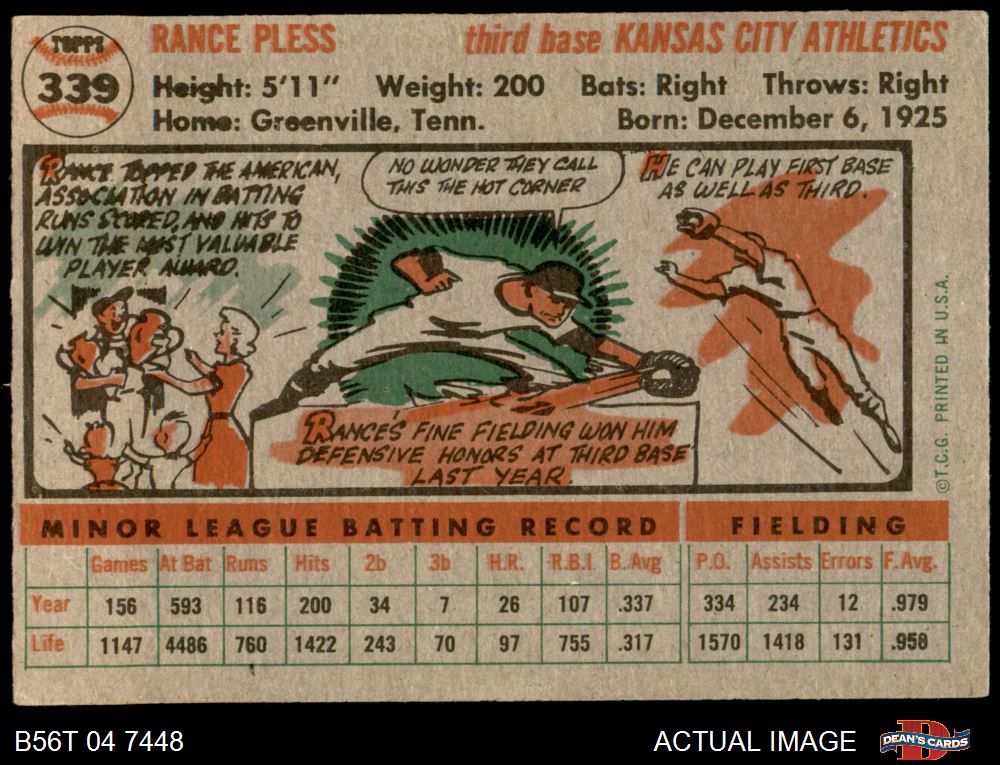 TOPPS
339
RANCE PLESS third base KANSAS CITY ATHLETICS
Height: 5'11" Weight: 200 Bats: Right Throws: Right
Home: Greenville, Tenn. Born: December 6, 1925
RANCE TOPPED THE AMERICAN,
ASSOCIATION IN BATTING
RUNS SCORED, AND HITS TO
WIN THE MOST VALUABLE
PLAYER AWARD.
NO WONDER THEY CALL
THIS THE HOT CORNER
HE CAN PLAY FIRST BASE
AS WELL AS THIRD.
RANCE'S FINE FIELDING WON HIM
DEFENSIVE HONORS AT THIRD BASE
LAST YEAR.
©T.C.G. PRINTED IN U.S.A.
MINOR LEAGUE BATTING RECORD FIELDING
Games At Bat Runs Hits 2b 3b H.R. R.B.I. B.Avg P.O. Assists Errors F.Avg.
Year 156 593 116 200 34 7 26 107 .337 334 234 12 .979
Life 1147 4486 760 1422 243 70 97 755 .317 1570 1418 131 .958
B56T 04 7448 ACTUAL IMAGE DEAN'S CARDS